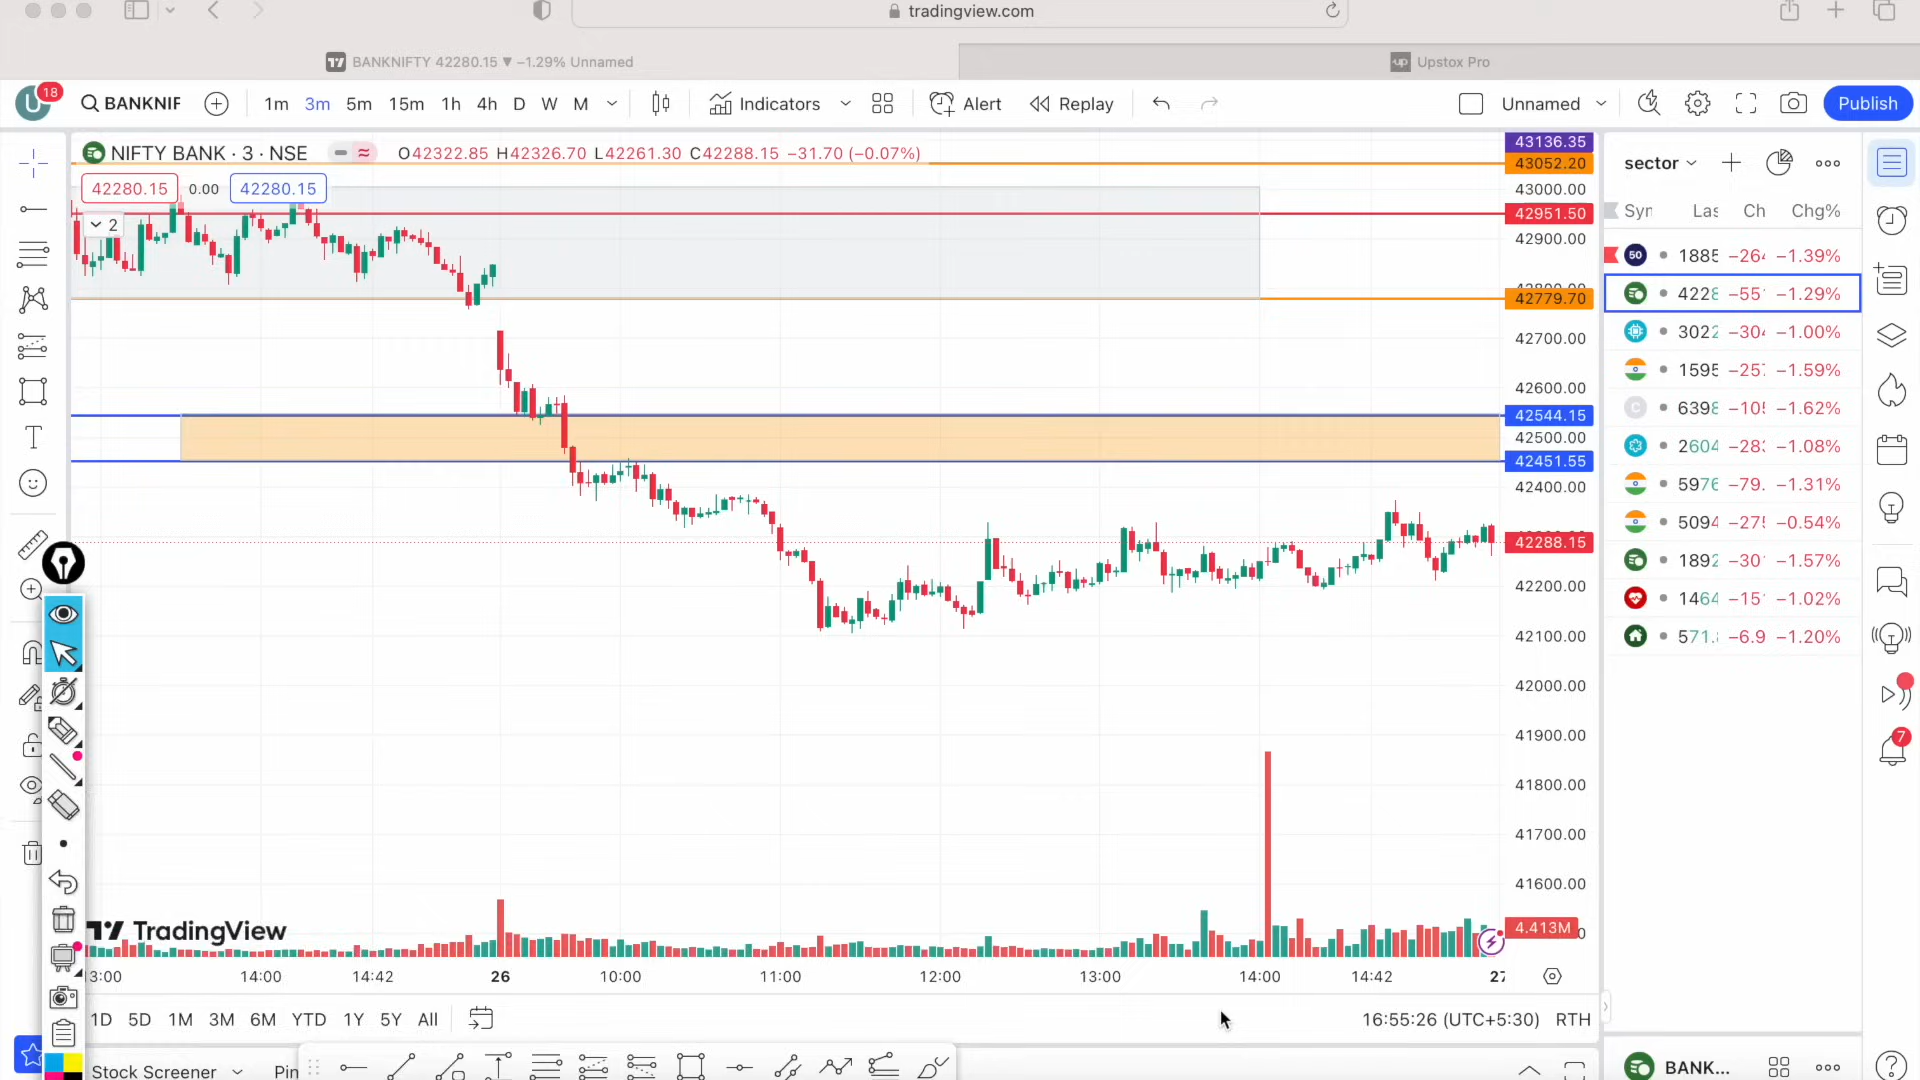 tradingview.com
BANKNIFTY 42280.15 ▼ −1.29% Unnamed
Upstox Pro
U 18 BANKNIF 1m 3m 5m 15m 1h 4h D W M Indicators Alert Replay Unnamed Publish
NIFTY BANK · 3 · NSE O42322.85 H42326.70 L42261.30 C42288.15 −31.70 (−0.07%)
42280.15 0.00 42280.15
2
43136.35
43052.20
43000.00
42951.50
42900.00
42779.70
42700.00
42600.00
42544.15
42500.00
42451.55
42400.00
42288.15
42200.00
42100.00
42000.00
41900.00
41800.00
41700.00
41600.00
4.413M
sector
Syr Las Ch Chg%
50 1885 −264 −1.39%
4228 −55 −1.29%
3022 −304 −1.00%
1595 −25 −1.59%
C 6398 −10 −1.62%
2604 −28 −1.08%
5976 −79. −1.31%
5094 −27 −0.54%
1892 −30 −1.57%
1464 −15 −1.02%
571. −6.9 −1.20%
7
TradingView
13:00 14:00 14:42 26 10:00 11:00 12:00 13:00 14:00 14:42 27
1D 5D 1M 3M 6M YTD 1Y 5Y All 16:55:26 (UTC+5:30) RTH
Stock Screener Pin
BANK...